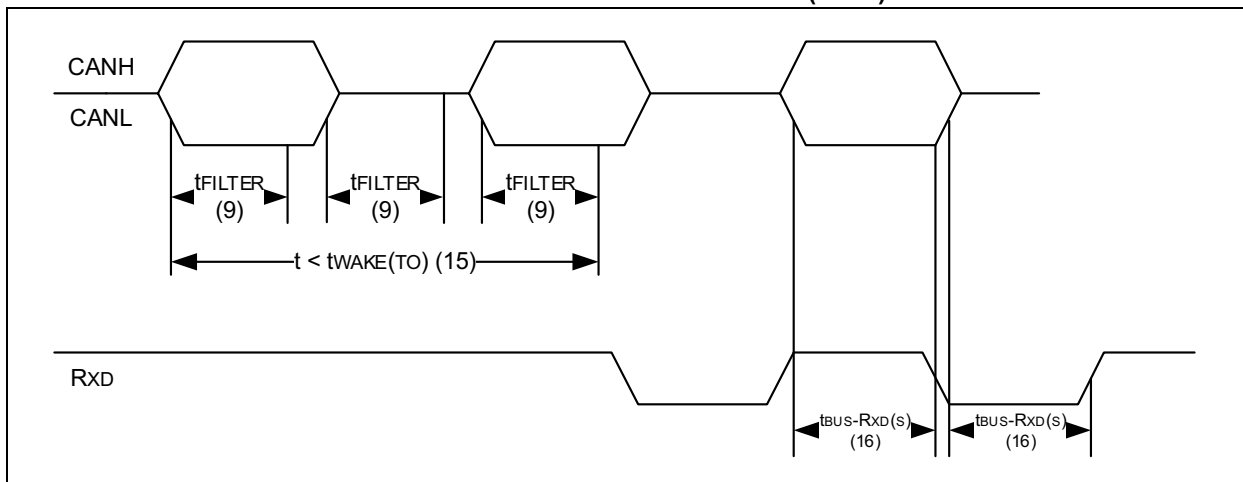 CANH
CANL
tFILTER tFILTER tFILTER
(9) (9) (9)
t < tWAKE(TO) (15)
RXD
tBUS-RXD(S) tBUS-RXD(S)
(16) (16)